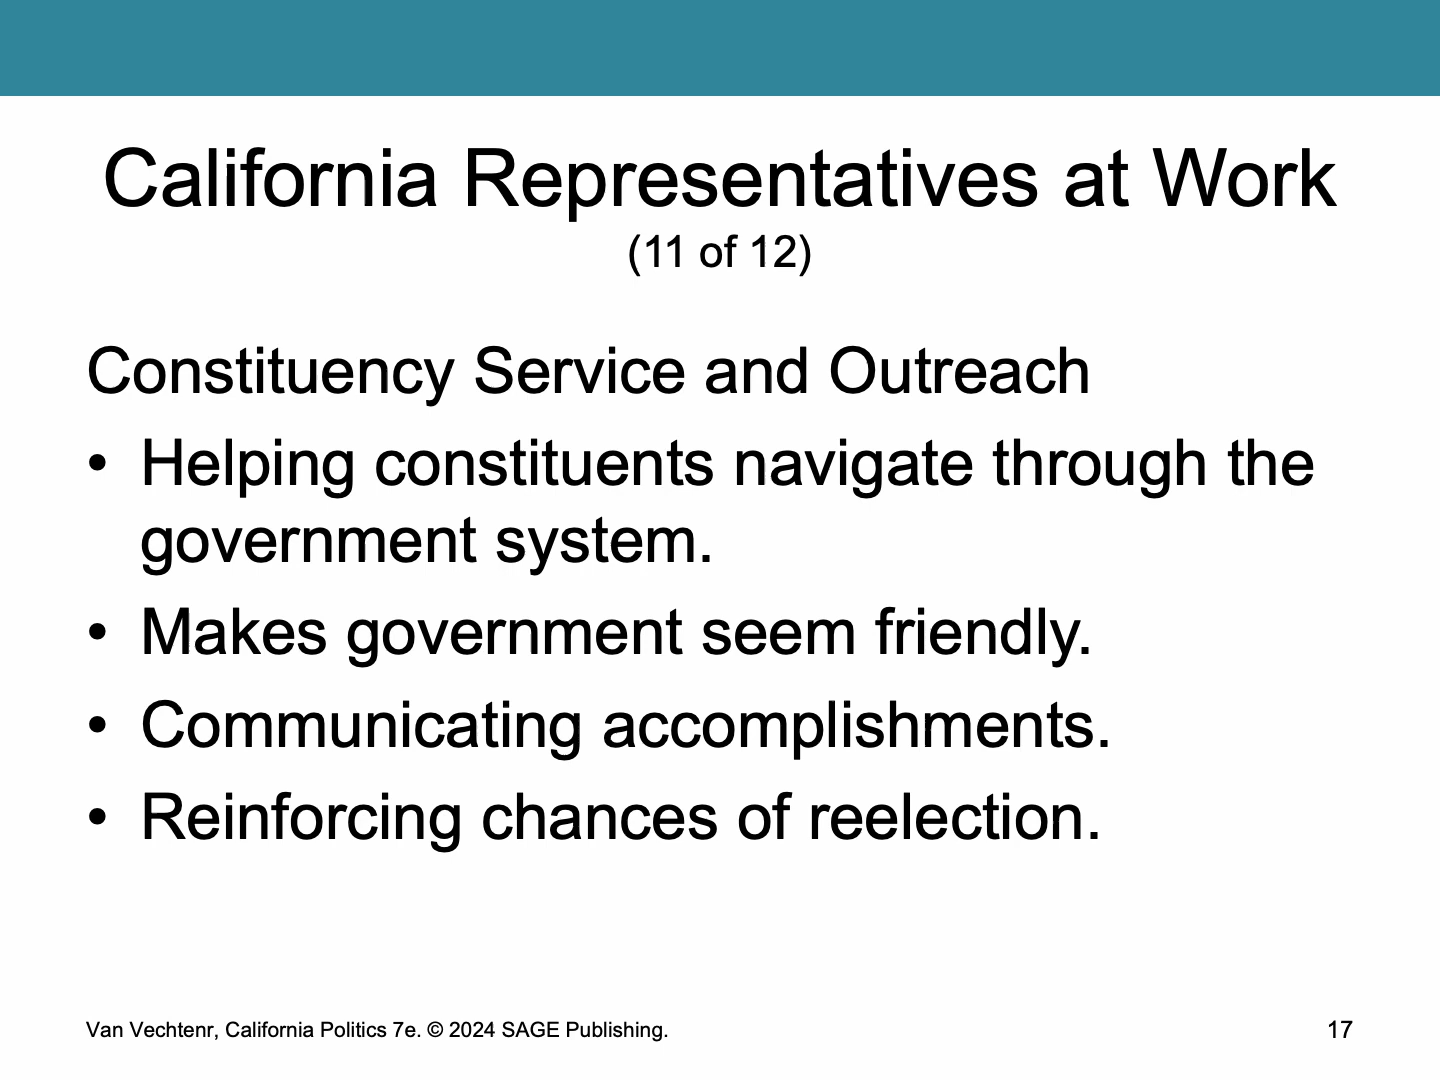 California Representatives at Work
(11 of 12)
Constituency Service and Outreach
• Helping constituents navigate through the
government system.
• Makes government seem friendly.
• Communicating accomplishments.
• Reinforcing chances of reelection.
Van Vechtenr, California Politics 7e. © 2024 SAGE Publishing.
17